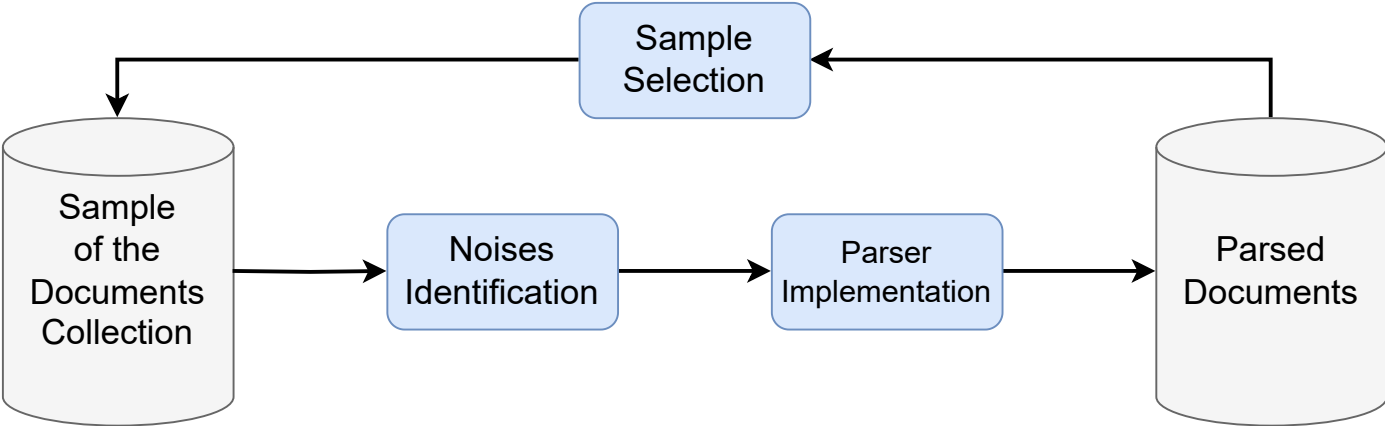 Sample
Selection
Sample
of the
Documents
Collection
Noises
Identification
Parser
Implementation
Parsed
Documents